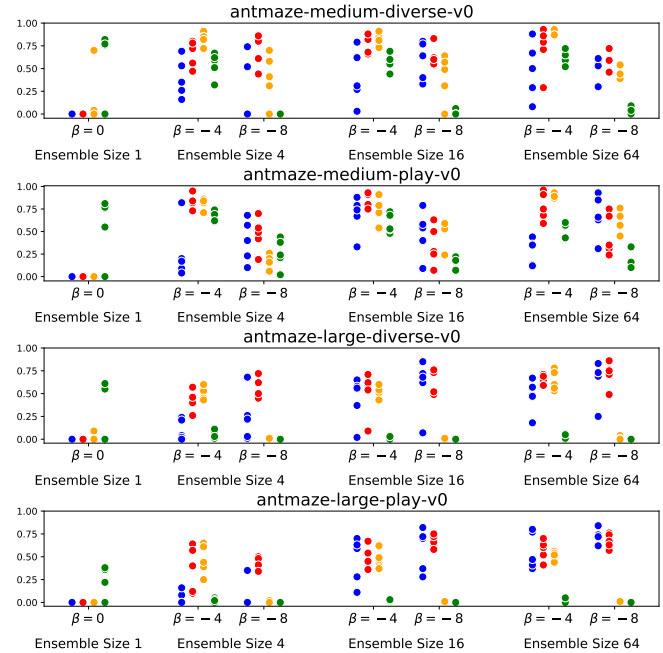 antmaze-medium-diverse-v0
1.00
0.75
0.50
0.25
0.00
β = 0 β = −4 β = −8 β = −4 β = −8 β = −4 β = −8
Ensemble Size 1 Ensemble Size 4 Ensemble Size 16 Ensemble Size 64
antmaze-medium-play-v0
1.00
0.75
0.50
0.25
0.00
β = 0 β = −4 β = −8 β = −4 β = −8 β = −4 β = −8
Ensemble Size 1 Ensemble Size 4 Ensemble Size 16 Ensemble Size 64
antmaze-large-diverse-v0
1.00
0.75
0.50
0.25
0.00
β = 0 β = −4 β = −8 β = −4 β = −8 β = −4 β = −8
Ensemble Size 1 Ensemble Size 4 Ensemble Size 16 Ensemble Size 64
antmaze-large-play-v0
1.00
0.75
0.50
0.25
0.00
β = 0 β = −4 β = −8 β = −4 β = −8 β = −4 β = −8
Ensemble Size 1 Ensemble Size 4 Ensemble Size 16 Ensemble Size 64